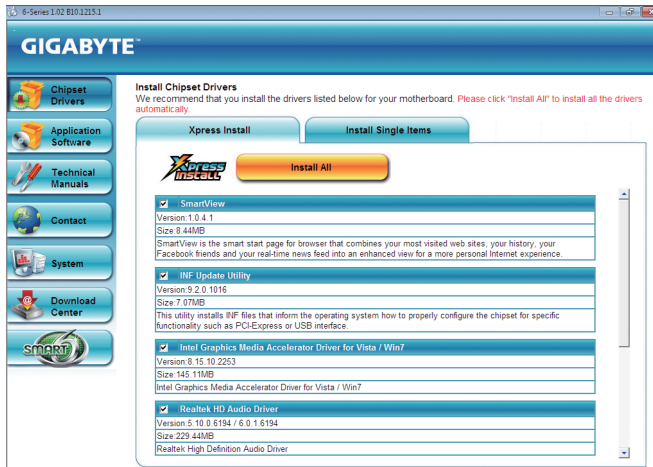 6-Series 1.02 B10.1215.1
GIGABYTE™
Chipset
Drivers
Application
Software
Technical
Manuals
Contact
System
Download
Center
SMART
Install Chipset Drivers
We recommend that you install the drivers listed below for your motherboard. Please click "Install All" to install all the drivers
automatically.
Xpress Install
Install Single Items
Xpress
Install
Install All
SmartView
Version:1.0.4.1
Size:8.44MB
SmartView is the smart start page for browser that combines your most visited web sites, your history, your
Facebook friends and your real-time news feed into an enhanced view for a more personal Internet experience.
INF Update Utility
Version:9.2.0.1016
Size:7.07MB
This utility installs INF files that inform the operating system how to properly configure the chipset for specific
functionality such as PCI-Express or USB interface.
Intel Graphics Media Accelerator Driver for Vista / Win7
Version:8.15.10.2253
Size:145.11MB
Intel Graphics Media Accelerator Driver for Vista / Win7
Realtek HD Audio Driver
Version:5.10.0.6194 / 6.0.1.6194
Size:229.44MB
Realtek High Definition Audio Driver